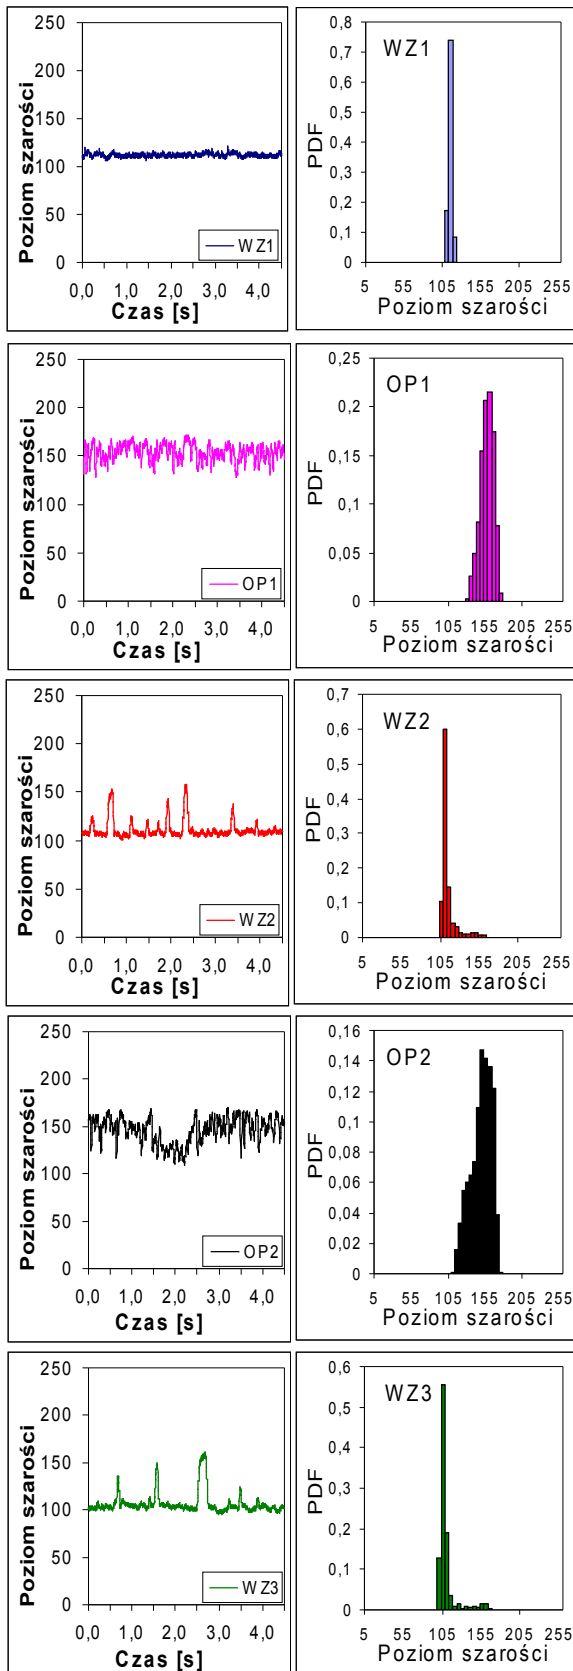 250
200
150
100
50
0
Poziom szarości
WZ1
0,0 1,0 2,0 3,0 4,0
Czas [s]
0,8
0,7
0,6
0,5
0,4
0,3
0,2
0,1
0
PDF
WZ1
5 55 105 155 205 255
Poziom szarości
250
200
150
100
50
0
Poziom szarości
OP1
0,0 1,0 2,0 3,0 4,0
Czas [s]
0,25
0,2
0,15
0,1
0,05
0
PDF
OP1
5 55 105 155 205 255
Poziom szarości
250
200
150
100
50
0
Poziom szarości
WZ2
0,0 1,0 2,0 3,0 4,0
Czas [s]
0,7
0,6
0,5
0,4
0,3
0,2
0,1
0
PDF
WZ2
5 55 105 155 205 255
Poziom szarości
250
200
150
100
50
0
Poziom szarości
OP2
0,0 1,0 2,0 3,0 4,0
Czas [s]
0,16
0,14
0,12
0,1
0,08
0,06
0,04
0,02
0
PDF
OP2
5 55 105 155 205 255
Poziom szarości
250
200
150
100
50
0
Poziom szarości
WZ3
0,0 1,0 2,0 3,0 4,0
Czas [s]
0,6
0,5
0,4
0,3
0,2
0,1
0
PDF
WZ3
5 55 105 155 205 255
Poziom szarości